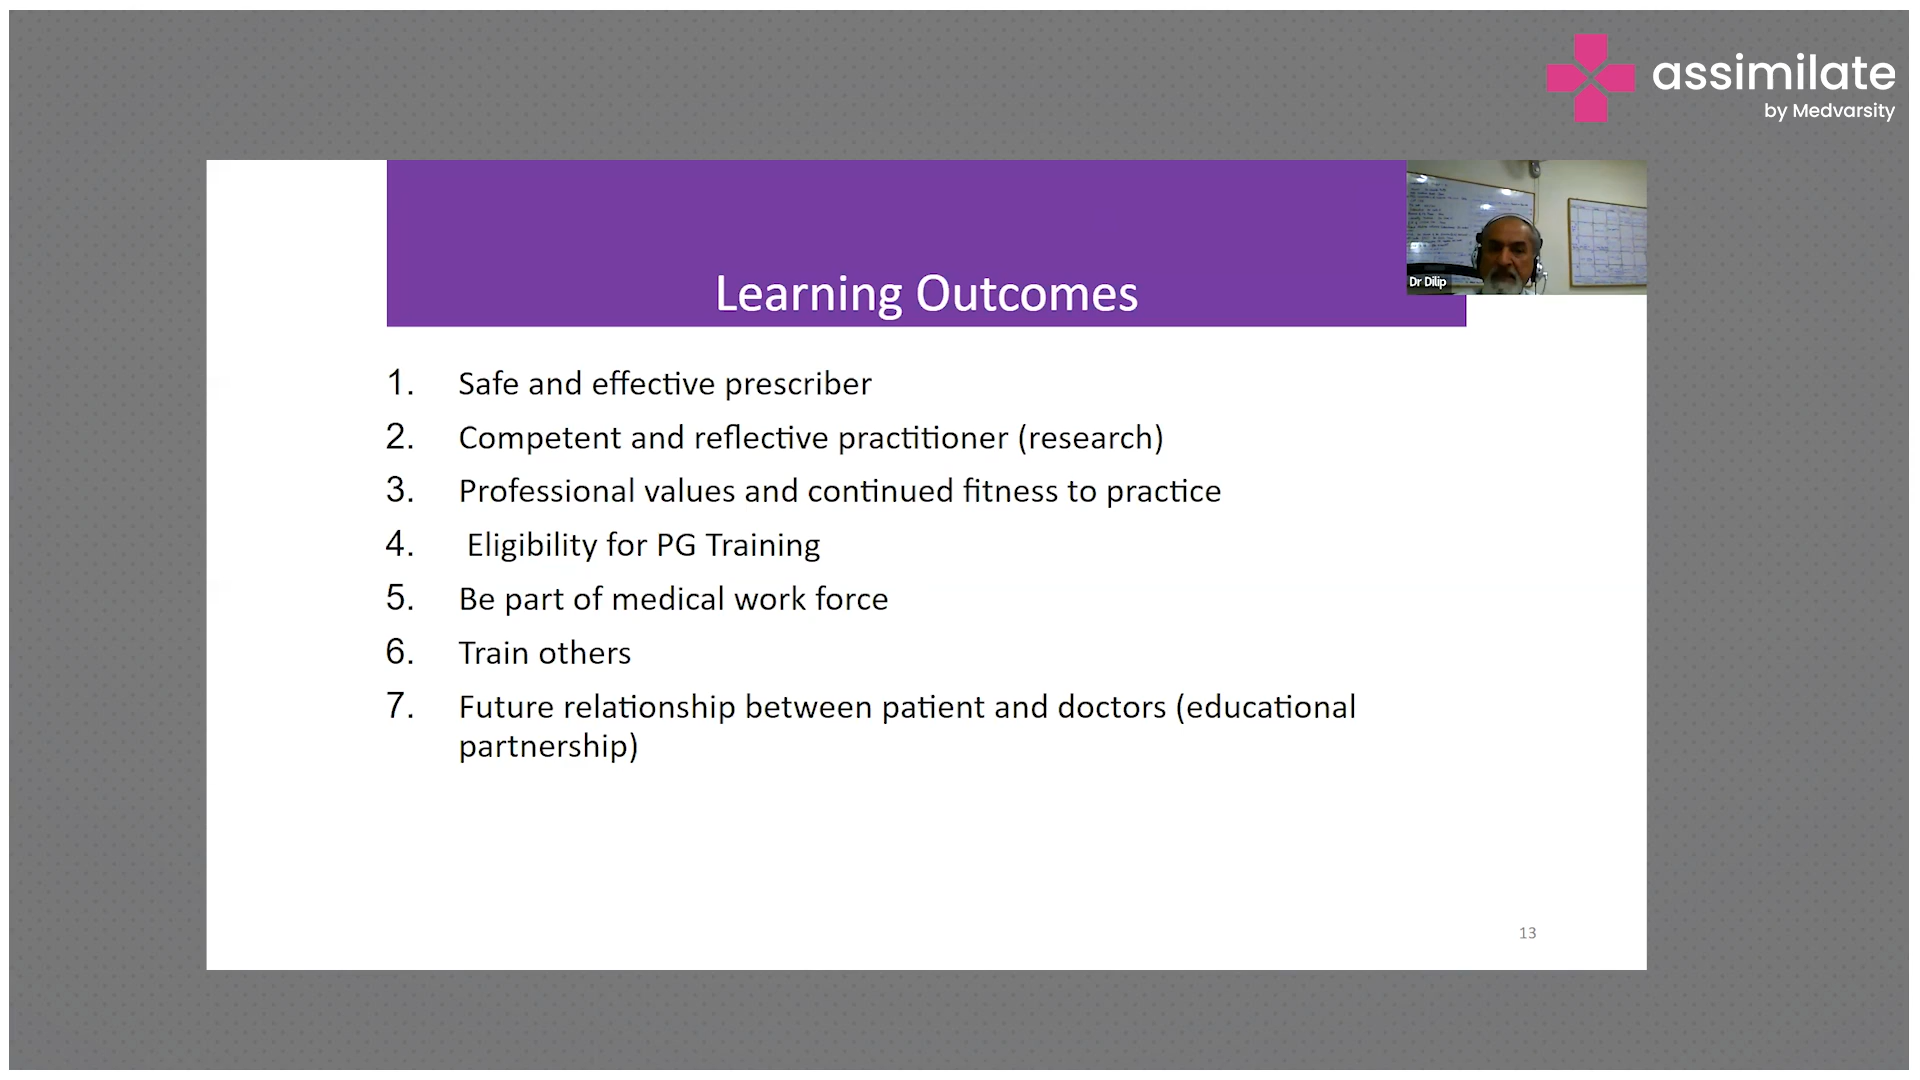 assimilate
by Medvarsity
Dr Dilip
Learning Outcomes
1. Safe and effective prescriber
2. Competent and reflective practitioner (research)
3. Professional values and continued fitness to practice
4. Eligibility for PG Training
5. Be part of medical work force
6. Train others
7. Future relationship between patient and doctors (educational
partnership)
13